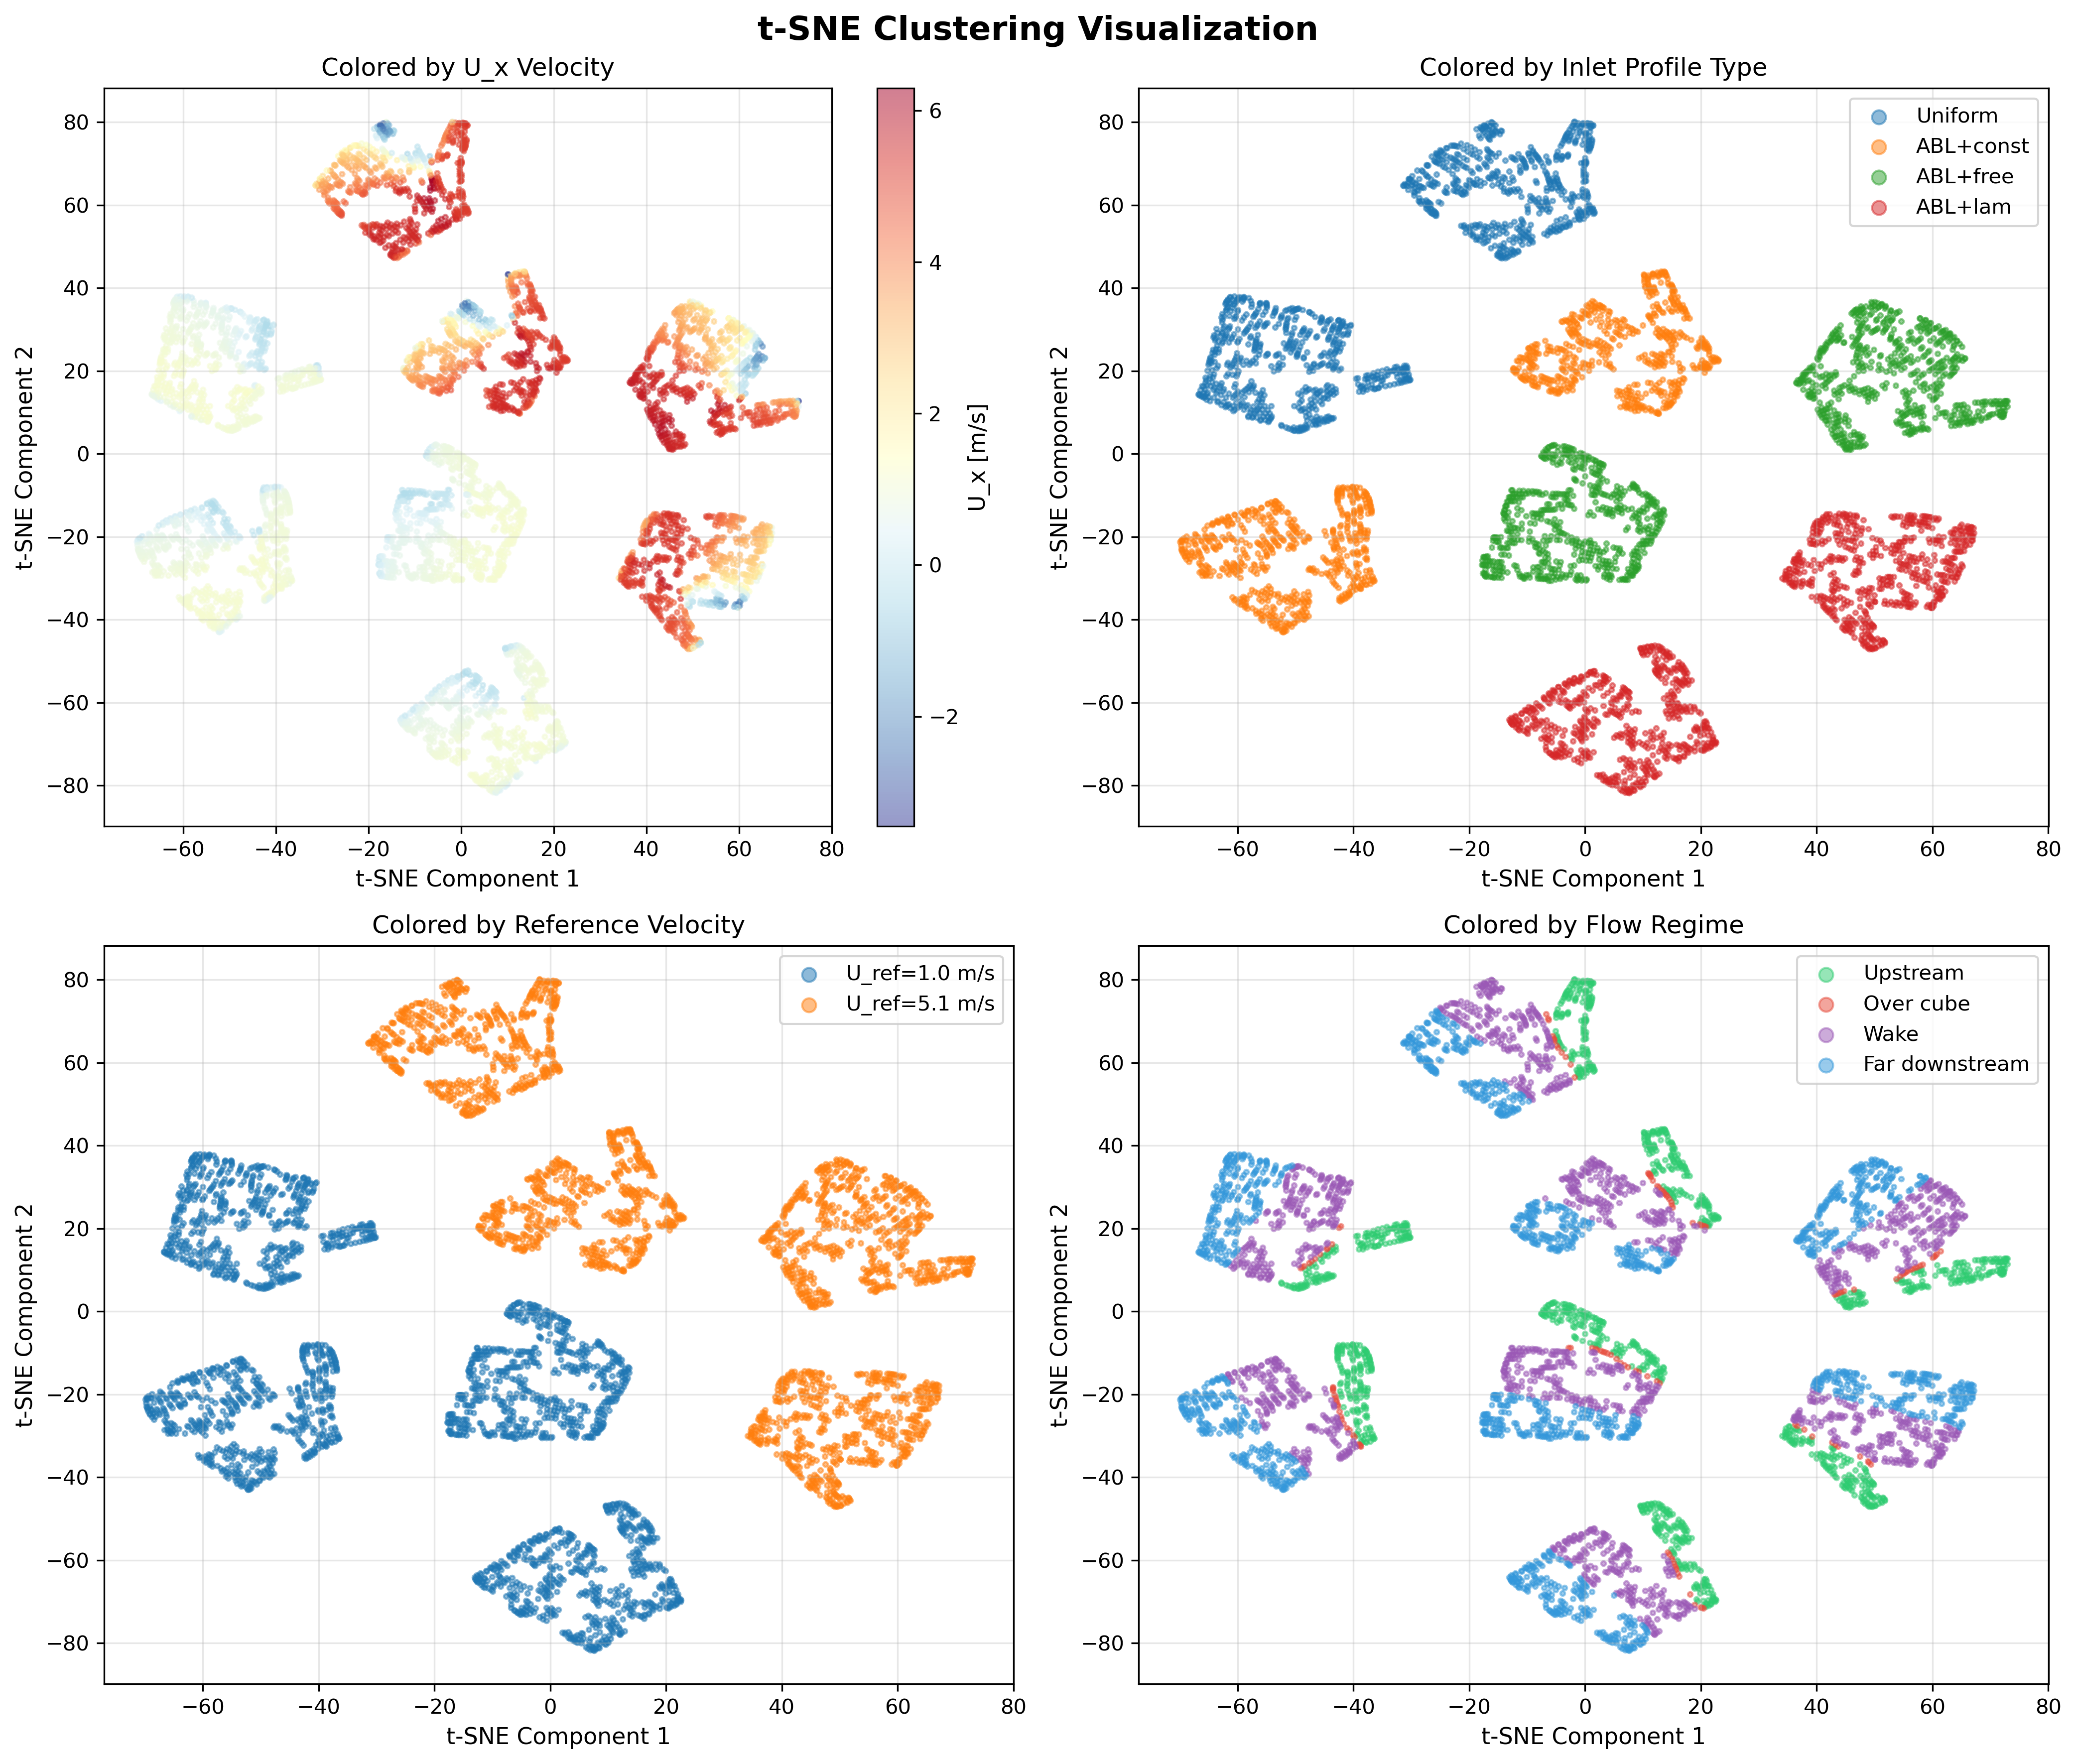 t-SNE Clustering Visualization
Colored by U_x Velocity
80
60
40
20
0
−20
−40
−60
−80
t-SNE Component 2
−60 −40 −20 0 20 40 60 80
t-SNE Component 1
6
4
2
0
−2
U_x [m/s]
Colored by Inlet Profile Type
Uniform
ABL+const
ABL+free
ABL+lam
80
60
40
20
0
−20
−40
−60
−80
t-SNE Component 2
−60 −40 −20 0 20 40 60 80
t-SNE Component 1
Colored by Reference Velocity
U_ref=1.0 m/s
U_ref=5.1 m/s
80
60
40
20
0
−20
−40
−60
−80
t-SNE Component 2
−60 −40 −20 0 20 40 60 80
t-SNE Component 1
Colored by Flow Regime
Upstream
Over cube
Wake
Far downstream
80
60
40
20
0
−20
−40
−60
−80
t-SNE Component 2
−60 −40 −20 0 20 40 60 80
t-SNE Component 1